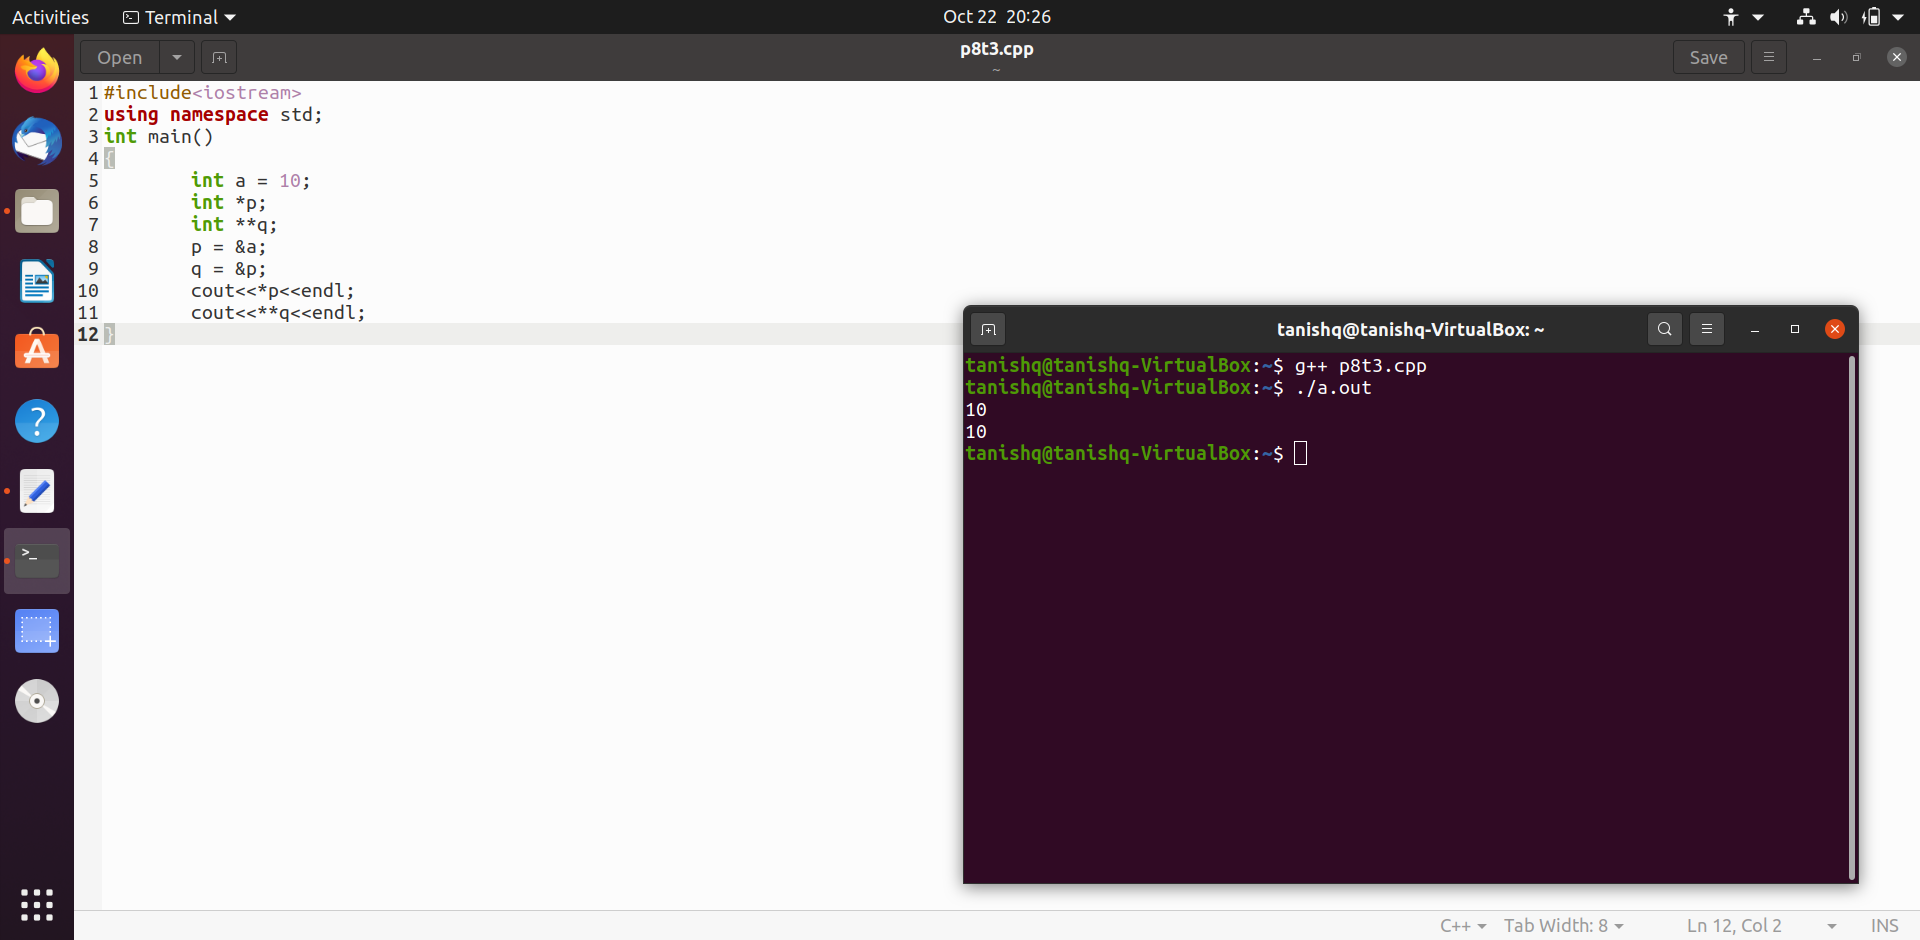 Activities Terminal Oct 22 20:26
Open p8t3.cpp Save
~
1 #include<iostream>
2 using namespace std;
3 int main()
4 {
5 int a = 10;
6 int *p;
7 int **q;
8 p = &a;
9 q = &p;
10 cout<<*p<<endl;
11 cout<<**q<<endl;
12 }
tanishq@tanishq-VirtualBox: ~
tanishq@tanishq-VirtualBox:~$ g++ p8t3.cpp
tanishq@tanishq-VirtualBox:~$ ./a.out
10
10
tanishq@tanishq-VirtualBox:~$
C++ Tab Width: 8 Ln 12, Col 2 INS